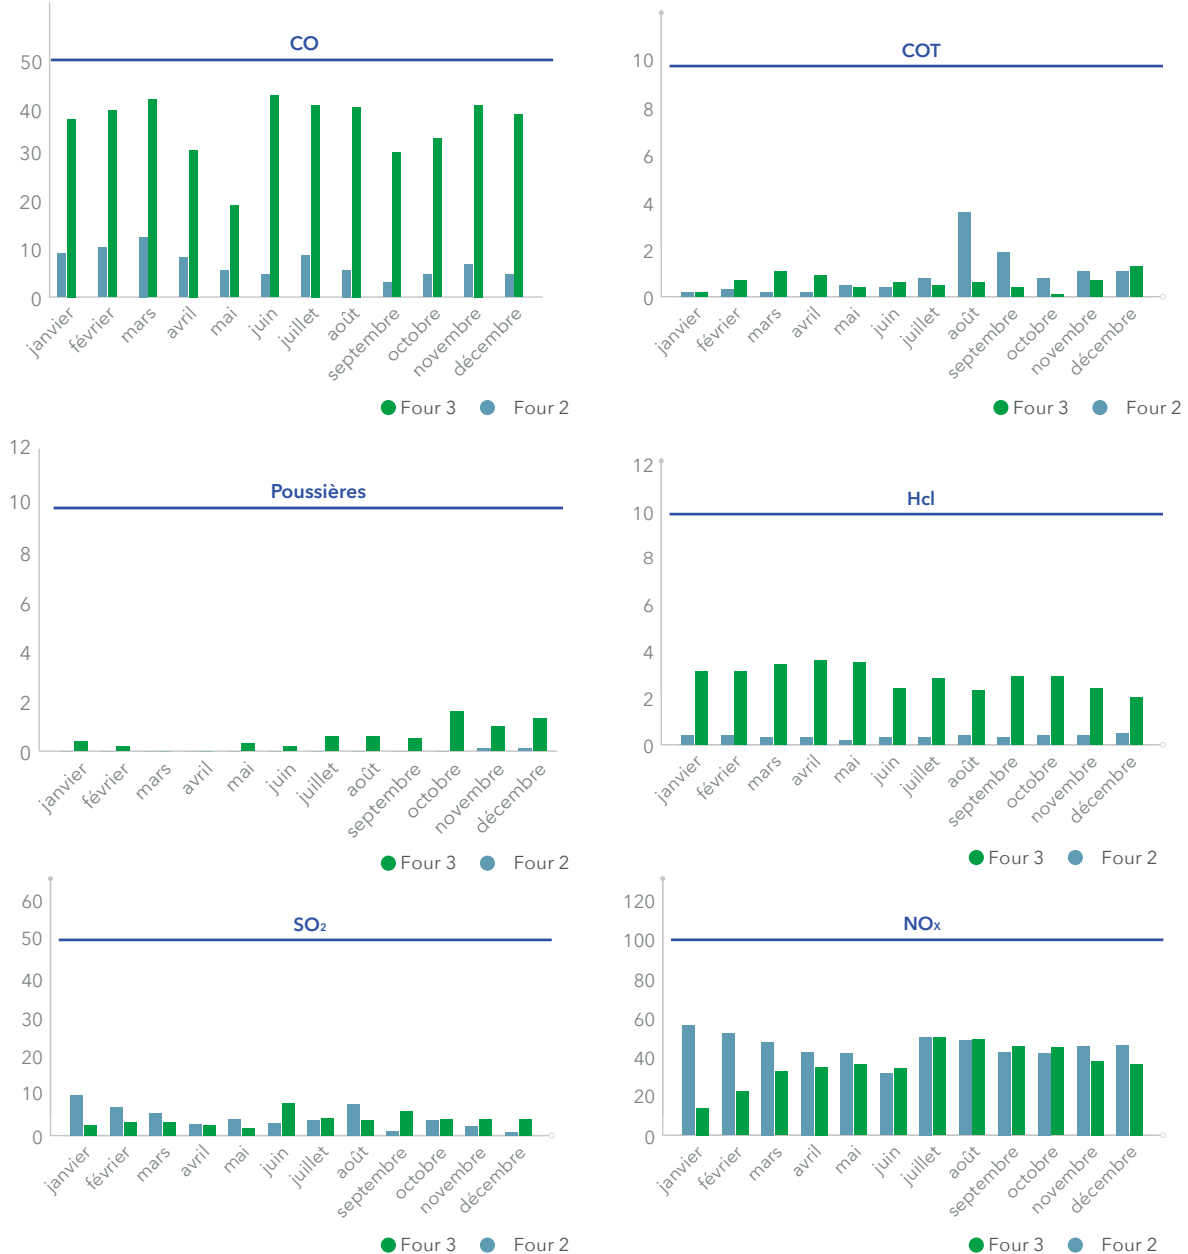 CO
50
40
30
20
10
0
janvier
février
mars
avril
mai
juin
juillet
août
septembre
octobre
novembre
décembre
Four 3 Four 2
COT
10
8
6
4
2
0
janvier
février
mars
avril
mai
juin
juillet
août
septembre
octobre
novembre
décembre
Four 3 Four 2
12
Poussières
10
8
6
4
2
0
janvier
février
mars
avril
mai
juin
juillet
août
septembre
octobre
novembre
décembre
Four 3 Four 2
12
Hcl
10
8
6
4
2
0
janvier
février
mars
avril
mai
juin
juillet
août
septembre
octobre
novembre
décembre
Four 3 Four 2
60
SO₂
50
40
30
20
10
0
janvier
février
mars
avril
mai
juin
juillet
août
septembre
octobre
novembre
décembre
Four 3 Four 2
120
NOx
100
80
60
40
20
0
janvier
février
mars
avril
mai
juin
juillet
août
septembre
octobre
novembre
décembre
Four 3 Four 2